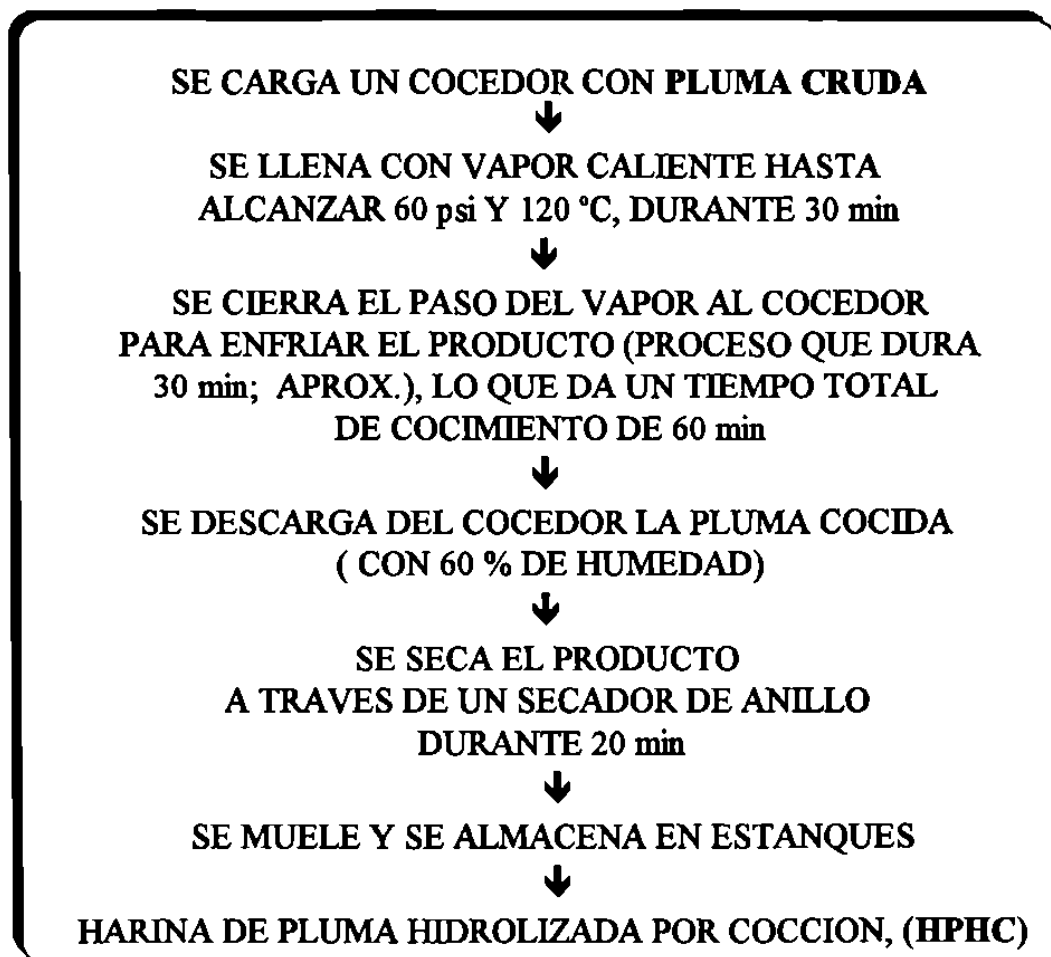 SE CARGA UN COCEDOR CON PLUMA CRUDA
↓
SE LLENA CON VAPOR CALIENTE HASTA
ALCANZAR 60 psi Y 120 °C, DURANTE 30 min
↓
SE CIERRA EL PASO DEL VAPOR AL COCEDOR
PARA ENFRIAR EL PRODUCTO (PROCESO QUE DURA
30 min; APROX.), LO QUE DA UN TIEMPO TOTAL
DE COCIMIENTO DE 60 min
↓
SE DESCARGA DEL COCEDOR LA PLUMA COCIDA
( CON 60 % DE HUMEDAD)
↓
SE SECA EL PRODUCTO
A TRAVES DE UN SECADOR DE ANILLO
DURANTE 20 min
↓
SE MUELE Y SE ALMACENA EN ESTANQUES
↓
HARINA DE PLUMA HIDROLIZADA POR COCCION, (HPHC)